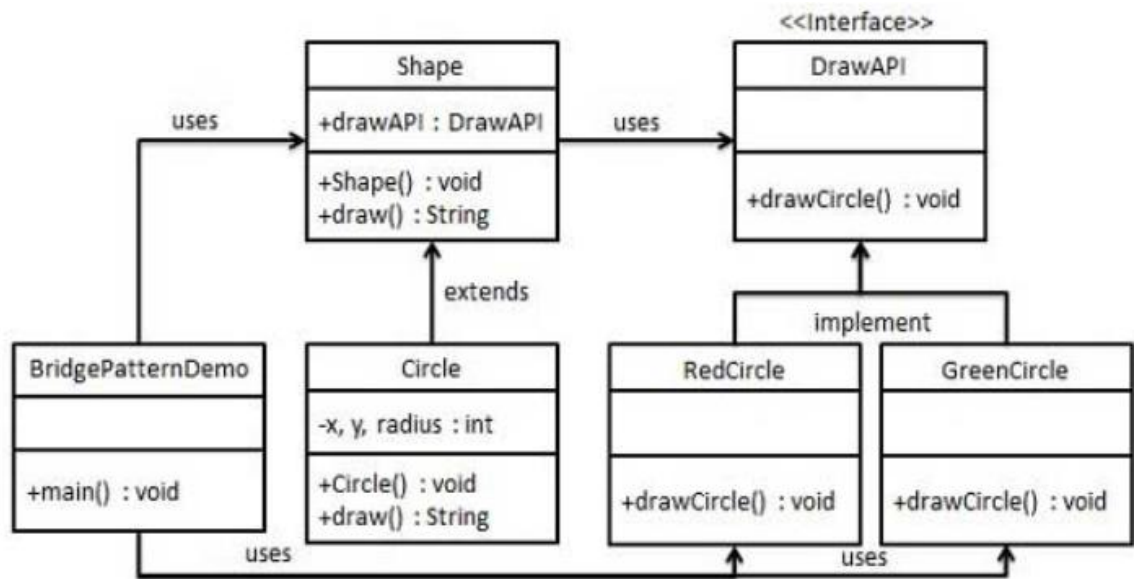 <<Interface>>
Shape
DrawAPI
+drawAPI : DrawAPI
uses
uses
+Shape() : void
+draw() : String
+drawCircle() : void
extends
implement
BridgePatternDemo
Circle
RedCircle
GreenCircle
-x, y, radius : int
+main() : void
+Circle() : void
+draw() : String
+drawCircle() : void
+drawCircle() : void
uses
uses